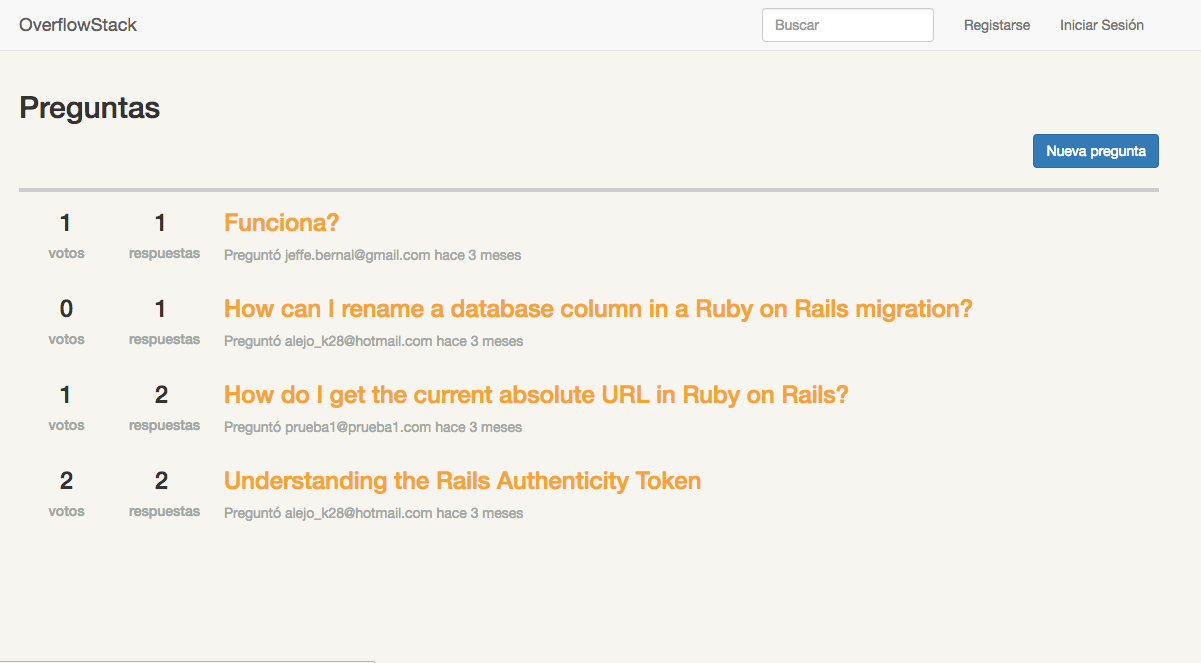 OverflowStack Buscar Registarse Iniciar Sesión
Preguntas
Nueva pregunta
1 1 Funciona?
votos respuestas Preguntó jeffe.bernal@gmail.com hace 3 meses
0 1 How can I rename a database column in a Ruby on Rails migration?
votos respuestas Preguntó alejo_k28@hotmail.com hace 3 meses
1 2 How do I get the current absolute URL in Ruby on Rails?
votos respuestas Preguntó prueba1@prueba1.com hace 3 meses
2 2 Understanding the Rails Authenticity Token
votos respuestas Preguntó alejo_k28@hotmail.com hace 3 meses